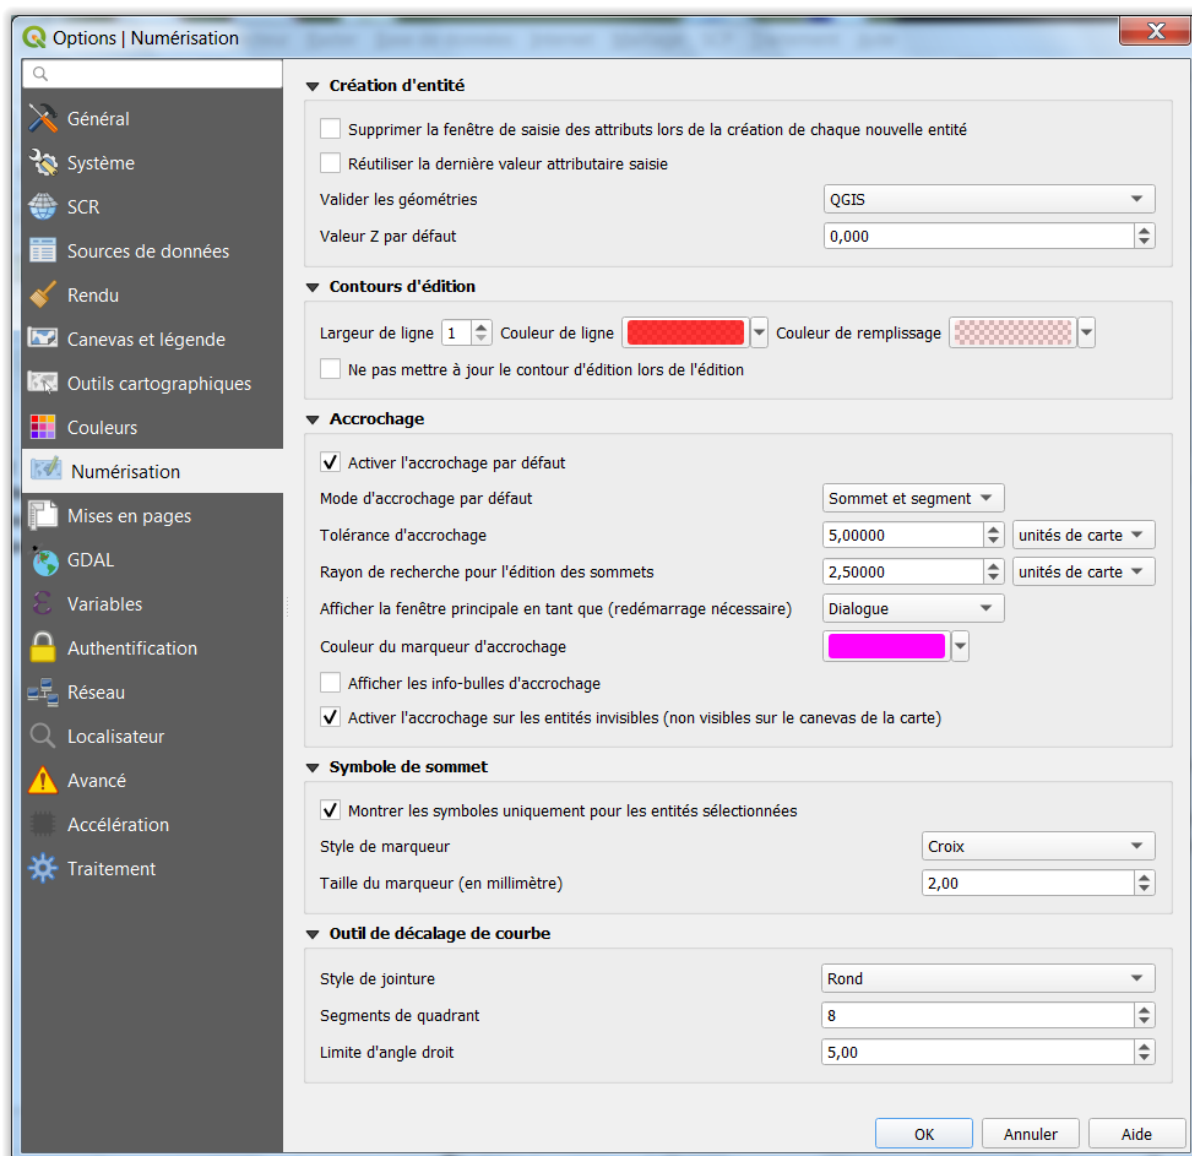 Options | Numérisation
X
Général
Système
SCR
Sources de données
Rendu
Canevas et légende
Outils cartographiques
Couleurs
Numérisation
Mises en pages
GDAL
Variables
Authentification
Réseau
Localisateur
Avancé
Accélération
Traitement
Création d'entité
Supprimer la fenêtre de saisie des attributs lors de la création de chaque nouvelle entité
Réutiliser la dernière valeur attributaire saisie
Valider les géométries QGIS
Valeur Z par défaut 0,000
Contours d'édition
Largeur de ligne 1 Couleur de ligne Couleur de remplissage
Ne pas mettre à jour le contour d'édition lors de l'édition
Accrochage
Activer l'accrochage par défaut
Mode d'accrochage par défaut Sommet et segment
Tolérance d'accrochage 5,00000 unités de carte
Rayon de recherche pour l'édition des sommets 2,50000 unités de carte
Afficher la fenêtre principale en tant que (redémarrage nécessaire) Dialogue
Couleur du marqueur d'accrochage
Afficher les info-bulles d'accrochage
Activer l'accrochage sur les entités invisibles (non visibles sur le canevas de la carte)
Symbole de sommet
Montrer les symboles uniquement pour les entités sélectionnées
Style de marqueur Croix
Taille du marqueur (en millimètre) 2,00
Outil de décalage de courbe
Style de jointure Rond
Segments de quadrant 8
Limite d'angle droit 5,00
OK Annuler Aide